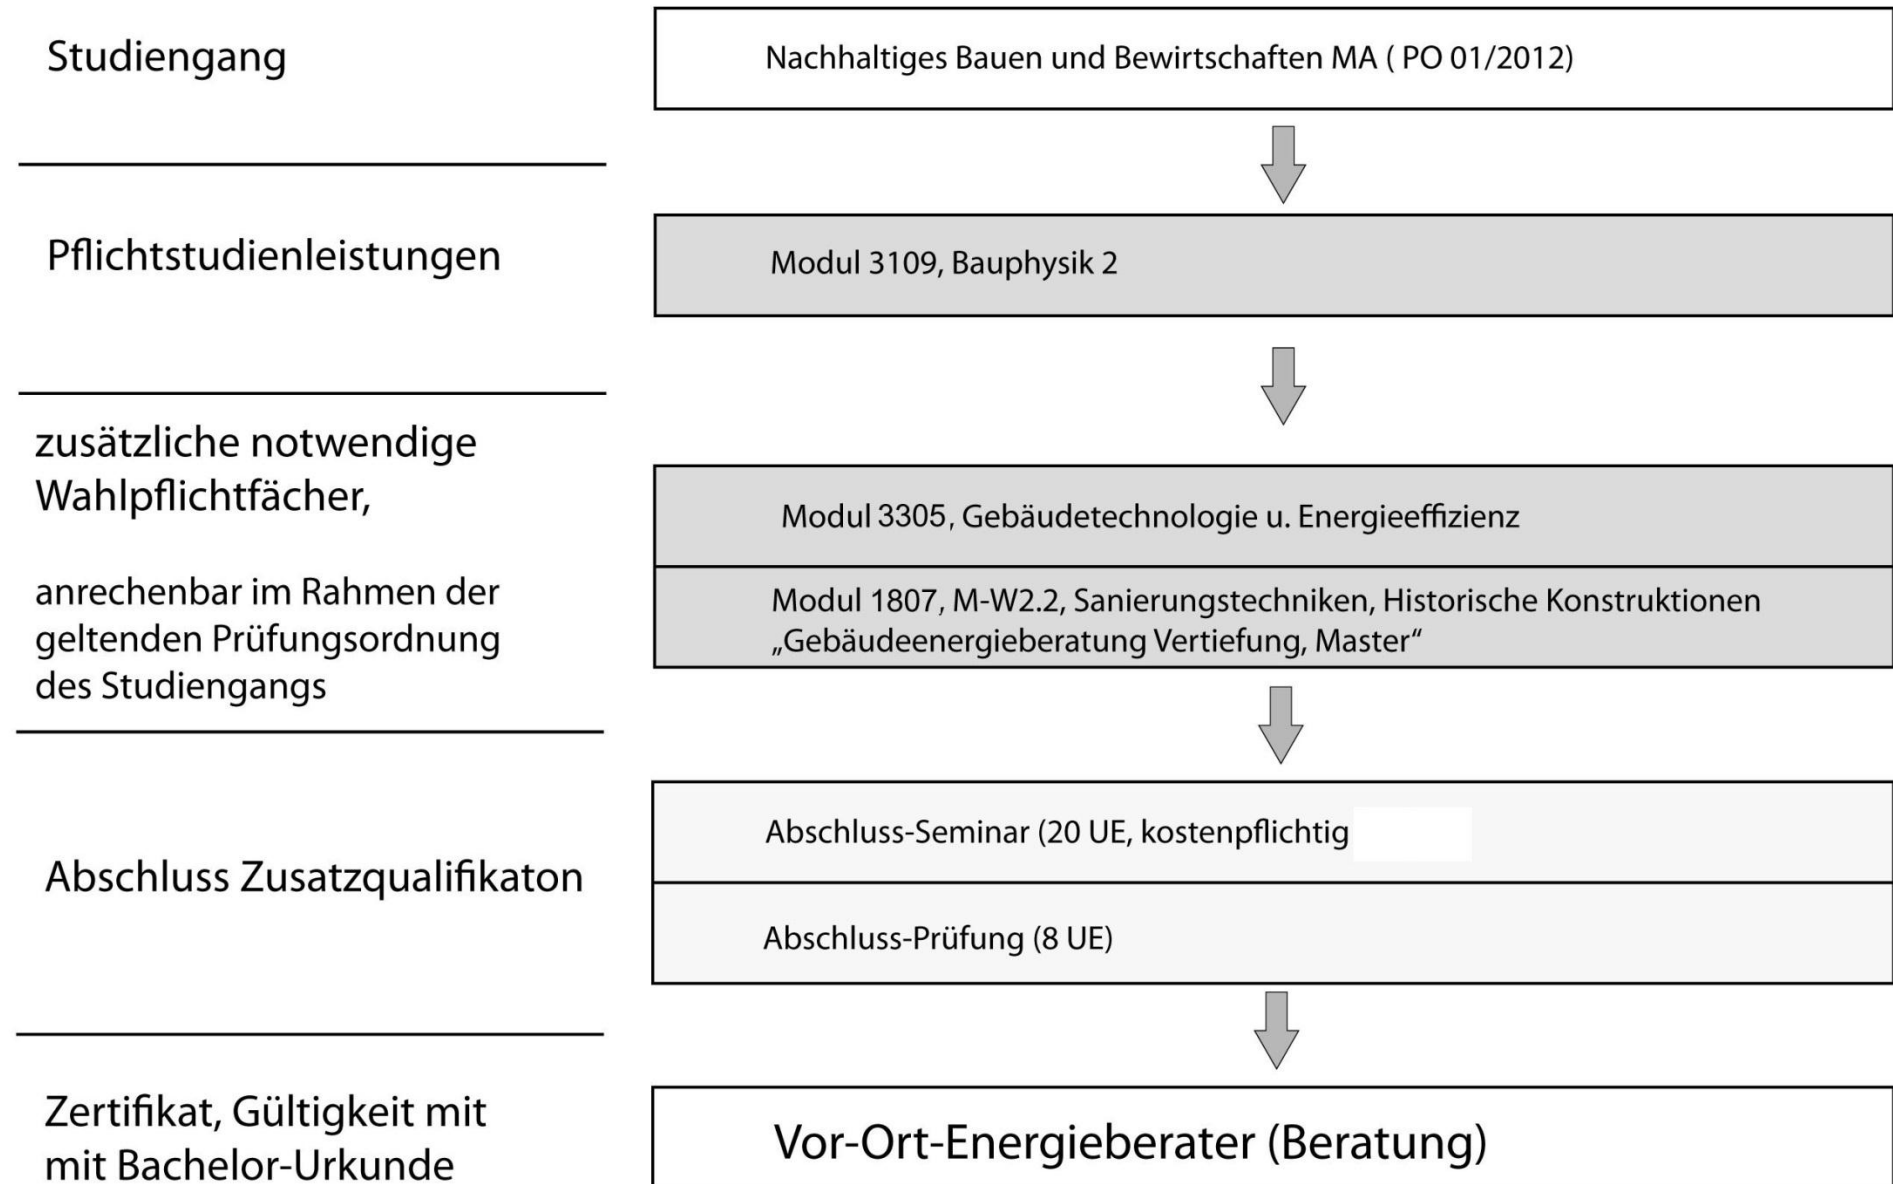 Studiengang
Nachhaltiges Bauen und Bewirtschaften MA ( PO 01/2012)
Pflichtstudienleistungen
Modul 3109, Bauphysik 2
zusätzliche notwendige
Wahlpflichtfächer,
anrechenbar im Rahmen der
geltenden Prüfungsordnung
des Studiengangs
Modul 3305, Gebäudetechnologie u. Energieeffizienz
Modul 1807, M-W2.2, Sanierungstechniken, Historische Konstruktionen
„Gebäudeenergieberatung Vertiefung, Master“
Abschluss Zusatzqualifikaton
Abschluss-Seminar (20 UE, kostenpflichtig
Abschluss-Prüfung (8 UE)
Zertifikat, Gültigkeit mit
mit Bachelor-Urkunde
Vor-Ort-Energieberater (Beratung)